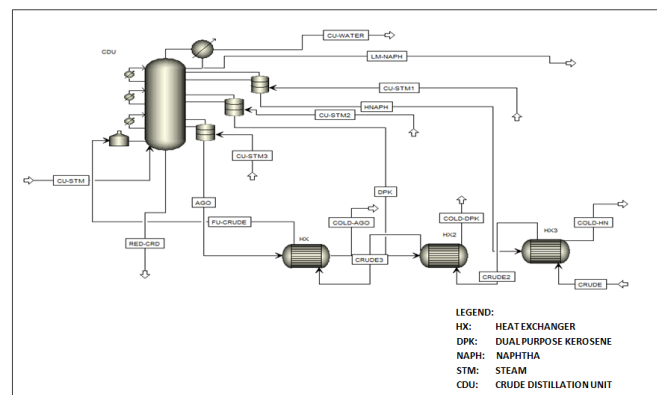 CU-WATER
CDU
LM-NAPH
CU-STM1
HNAPH
CU-STM2
CU-STM3
CU-STM
DPK
AGO
COLD-AGO
COLD-DPK
COLD-HN
FU-CRUDE
HX
HX2
HX3
RED-CRD
CRUDE3
CRUDE2
CRUDE
LEGEND:
HX: HEAT EXCHANGER
DPK: DUAL PURPOSE KEROSENE
NAPH: NAPHTHA
STM: STEAM
CDU: CRUDE DISTILLATION UNIT